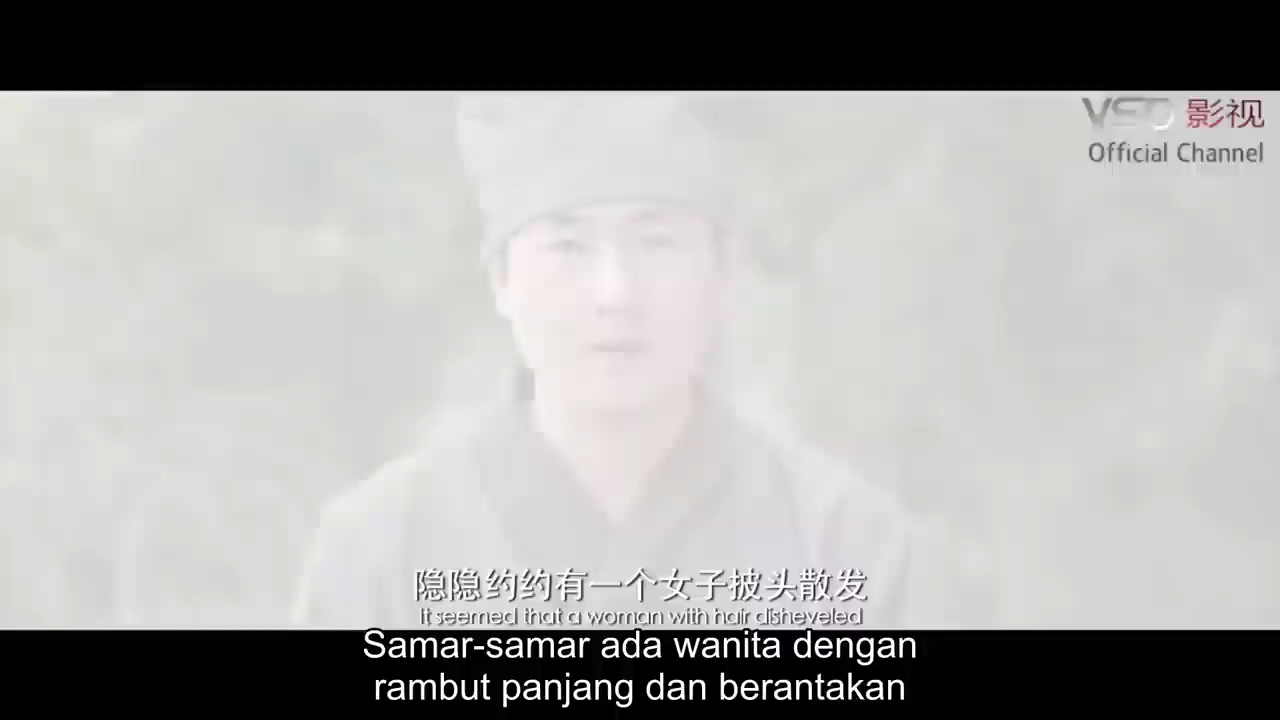 VSO 影视
Official Channel
隐隐约约有一个女子披头散发
It seemed that a woman with hair disheveled
Samar-samar ada wanita dengan
rambut panjang dan berantakan